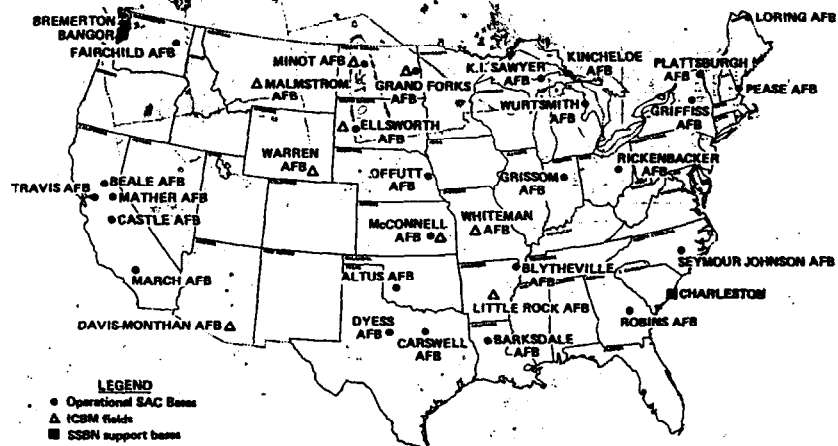 BREMERTON
BANGOR
FAIRCHILD AFB
MINOT AFB
MALMSTROM
AFB
GRAND FORKS
AFB
K.I. SAWYER
AFB
KINCHELOE
AFB
WURTSMITH
AFB
LORING AFB
PLATTSBURGH
AFB
PEASE AFB
GRIFFISS
AFB
ELLSWORTH
AFB
WARREN
AFB
OFFUTT
AFB
GRISSOM
AFB
RICKENBACKER
AFB
TRAVIS AFB
BEALE AFB
MATHER AFB
CASTLE AFB
McCONNELL
AFB
WHITEMAN
AFB
SEYMOUR JOHNSON AFB
MARCH AFB
ALTUS AFB
BLYTHEVILLE
AFB
LITTLE ROCK AFB
CHARLESTON
ROBINS AFB
DAVIS-MONTHAN AFB
DYESS
AFB
CARSWELL
AFB
BARKSDALE
AFB
LEGEND
Operational SAC Bases
ICBM fields
SSBN support bases